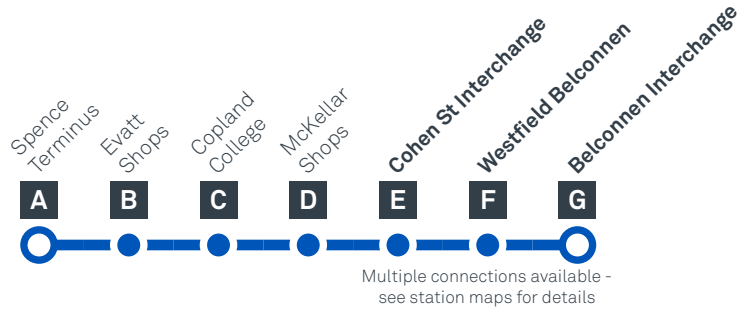 Spence
Terminus
Evatt
Shops
Copland
College
McKellar
Shops
Cohen St Interchange
Westfield Belconnen
Belconnen Interchange
A
B
C
D
E
F
G
Multiple connections available -
see station maps for details